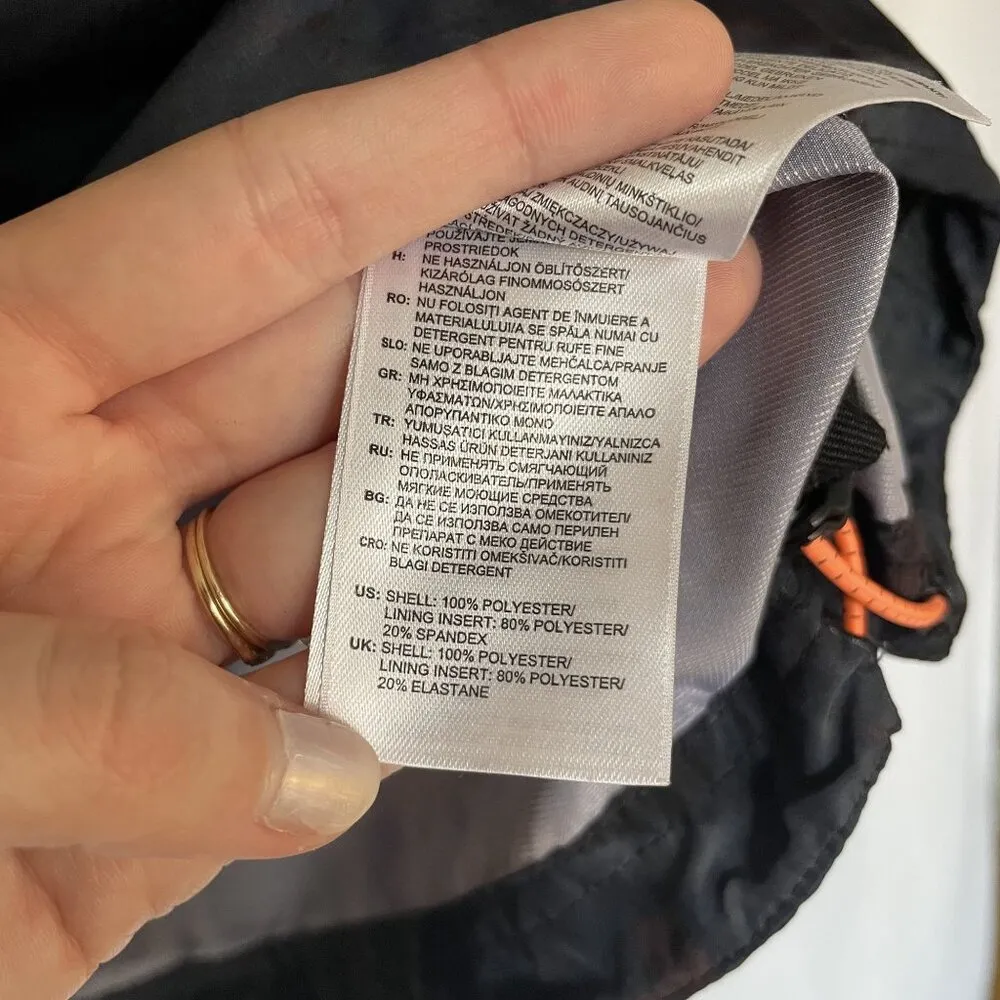 MINKŠTIKLIO/
TAUSOJANČIUS
ZMIĘKCZACZY/UŻYWAĆ
PROSTRIEDOK
H: NE HASZNÁLJON ÖBLÍTŐSZERT/
KIZÁRÓLAG FINOMMOSÓSZERT
HASZNÁLJON
RO: NU FOLOSIȚI AGENT DE ÎNMUIERE A
MATERIALULUI/A SE SPĂLA NUMAI CU
DETERGENT PENTRU RUFE FINE
SLO: NE UPORABLJAJTE MEHČALCA/PRANJE
SAMO Z BLAGIM DETERGENTOM
GR: ΜΗ ΧΡΗΣΙΜΟΠΟΙΕΙΤΕ ΜΑΛΑΚΤΙΚΑ
ΥΦΑΣΜΑΤΩΝ/ΧΡΗΣΙΜΟΠΟΙΕΙΤΕ ΑΠΑΛΟ
ΑΠΟΡΥΠΑΝΤΙΚΟ ΜΟΝΟ
TR: YUMUŞATICI KULLANMAYINIZ/YALNIZCA
HASSAS ÜRÜN DETERJANI KULLANINIZ
RU: НЕ ПРИМЕНЯТЬ СМЯГЧАЮЩИЙ
ОПОЛАСКИВАТЕЛЬ/ПРИМЕНЯТЬ
МЯГКИЕ МОЮЩИЕ СРЕДСТВА
BG: ДА НЕ СЕ ИЗПОЛЗВА ОМЕКОТИТЕЛ/
ДА СЕ ИЗПОЛЗВА САМО ПЕРИЛЕН
ПРЕПАРАТ С МЕКО ДЕЙСТВИЕ
CRO: NE KORISTITI OMEKŠIVAČ/KORISTITI
BLAGI DETERGENT
US: SHELL: 100% POLYESTER/
LINING INSERT: 80% POLYESTER/
20% SPANDEX
UK: SHELL: 100% POLYESTER/
LINING INSERT: 80% POLYESTER/
20% ELASTANE